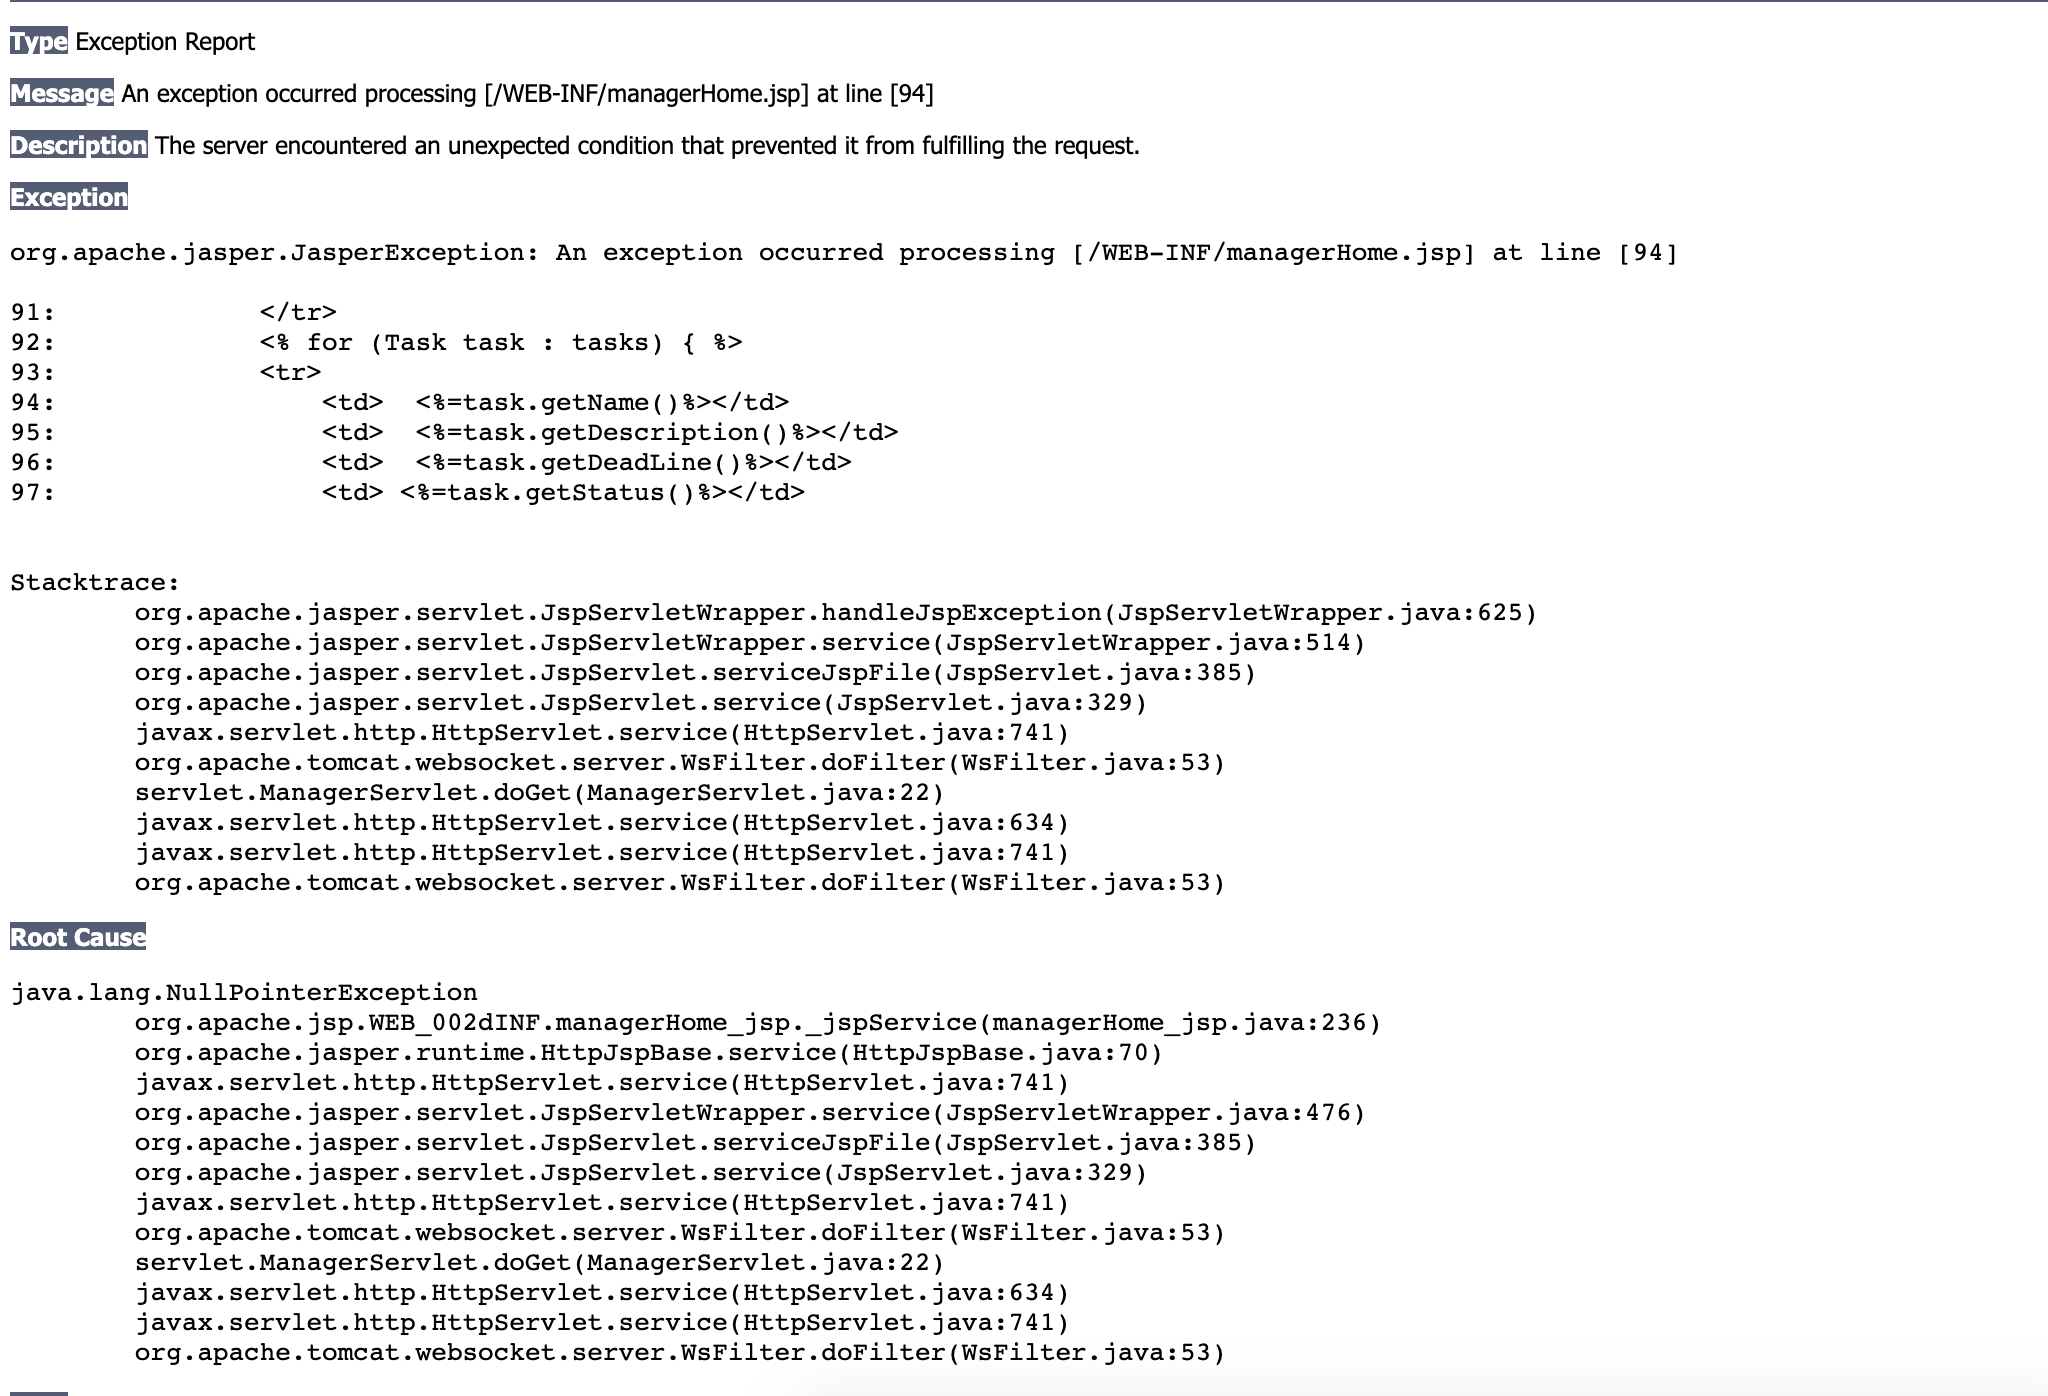 Type Exception Report
Message An exception occurred processing [/WEB-INF/managerHome.jsp] at line [94]
Description The server encountered an unexpected condition that prevented it from fulfilling the request.
Exception
org.apache.jasper.JasperException: An exception occurred processing [/WEB-INF/managerHome.jsp] at line [94]
91:             </tr>
92:             <% for (Task task : tasks) { %>
93:             <tr>
94:                 <td>  <%=task.getName()%></td>
95:                 <td>  <%=task.getDescription()%></td>
96:                 <td>  <%=task.getDeadLine()%></td>
97:                 <td> <%=task.getStatus()%></td>
Stacktrace:
	org.apache.jasper.servlet.JspServletWrapper.handleJspException(JspServletWrapper.java:625)
	org.apache.jasper.servlet.JspServletWrapper.service(JspServletWrapper.java:514)
	org.apache.jasper.servlet.JspServlet.serviceJspFile(JspServlet.java:385)
	org.apache.jasper.servlet.JspServlet.service(JspServlet.java:329)
	javax.servlet.http.HttpServlet.service(HttpServlet.java:741)
	org.apache.tomcat.websocket.server.WsFilter.doFilter(WsFilter.java:53)
	servlet.ManagerServlet.doGet(ManagerServlet.java:22)
	javax.servlet.http.HttpServlet.service(HttpServlet.java:634)
	javax.servlet.http.HttpServlet.service(HttpServlet.java:741)
	org.apache.tomcat.websocket.server.WsFilter.doFilter(WsFilter.java:53)
Root Cause
java.lang.NullPointerException
	org.apache.jsp.WEB_002dINF.managerHome_jsp._jspService(managerHome_jsp.java:236)
	org.apache.jasper.runtime.HttpJspBase.service(HttpJspBase.java:70)
	javax.servlet.http.HttpServlet.service(HttpServlet.java:741)
	org.apache.jasper.servlet.JspServletWrapper.service(JspServletWrapper.java:476)
	org.apache.jasper.servlet.JspServlet.serviceJspFile(JspServlet.java:385)
	org.apache.jasper.servlet.JspServlet.service(JspServlet.java:329)
	javax.servlet.http.HttpServlet.service(HttpServlet.java:741)
	org.apache.tomcat.websocket.server.WsFilter.doFilter(WsFilter.java:53)
	servlet.ManagerServlet.doGet(ManagerServlet.java:22)
	javax.servlet.http.HttpServlet.service(HttpServlet.java:634)
	javax.servlet.http.HttpServlet.service(HttpServlet.java:741)
	org.apache.tomcat.websocket.server.WsFilter.doFilter(WsFilter.java:53)